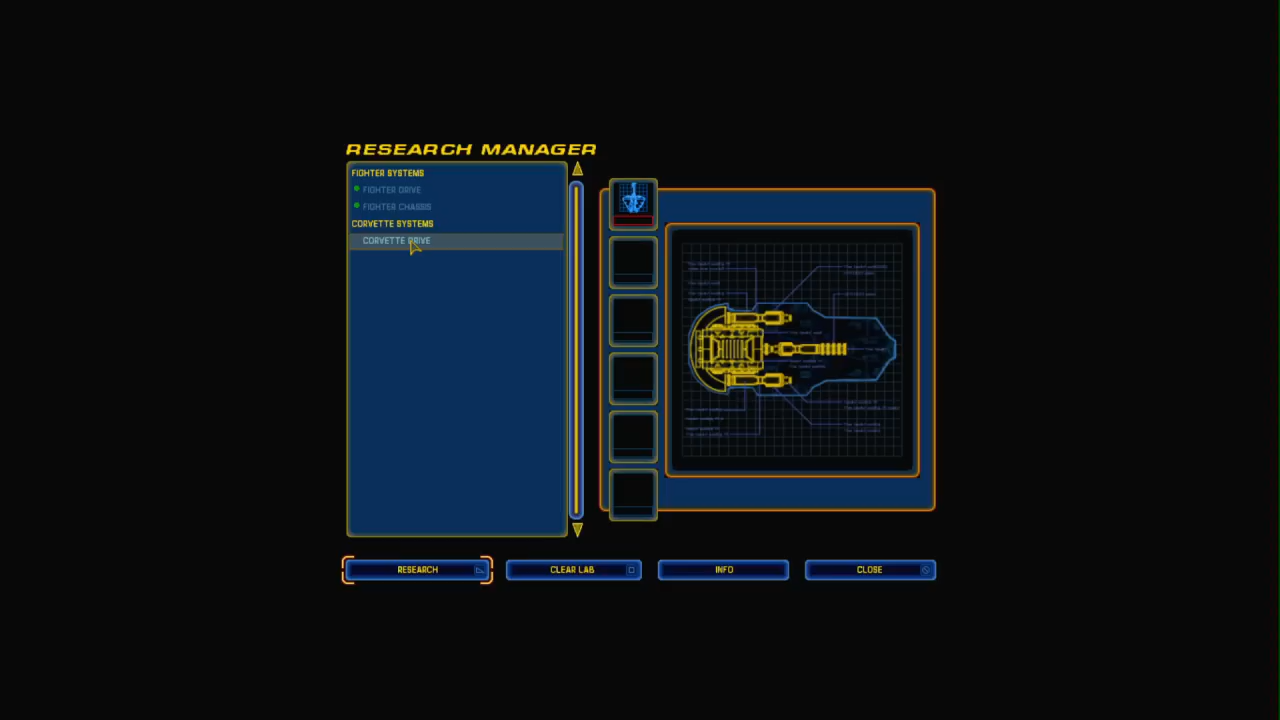 RESEARCH MANAGER
FIGHTER SYSTEMS
FIGHTER DRIVE
FIGHTER CHASSIS
CORVETTE SYSTEMS
CORVETTE DRIVE
RESEARCH
CLEAR LAB
INFO
CLOSE